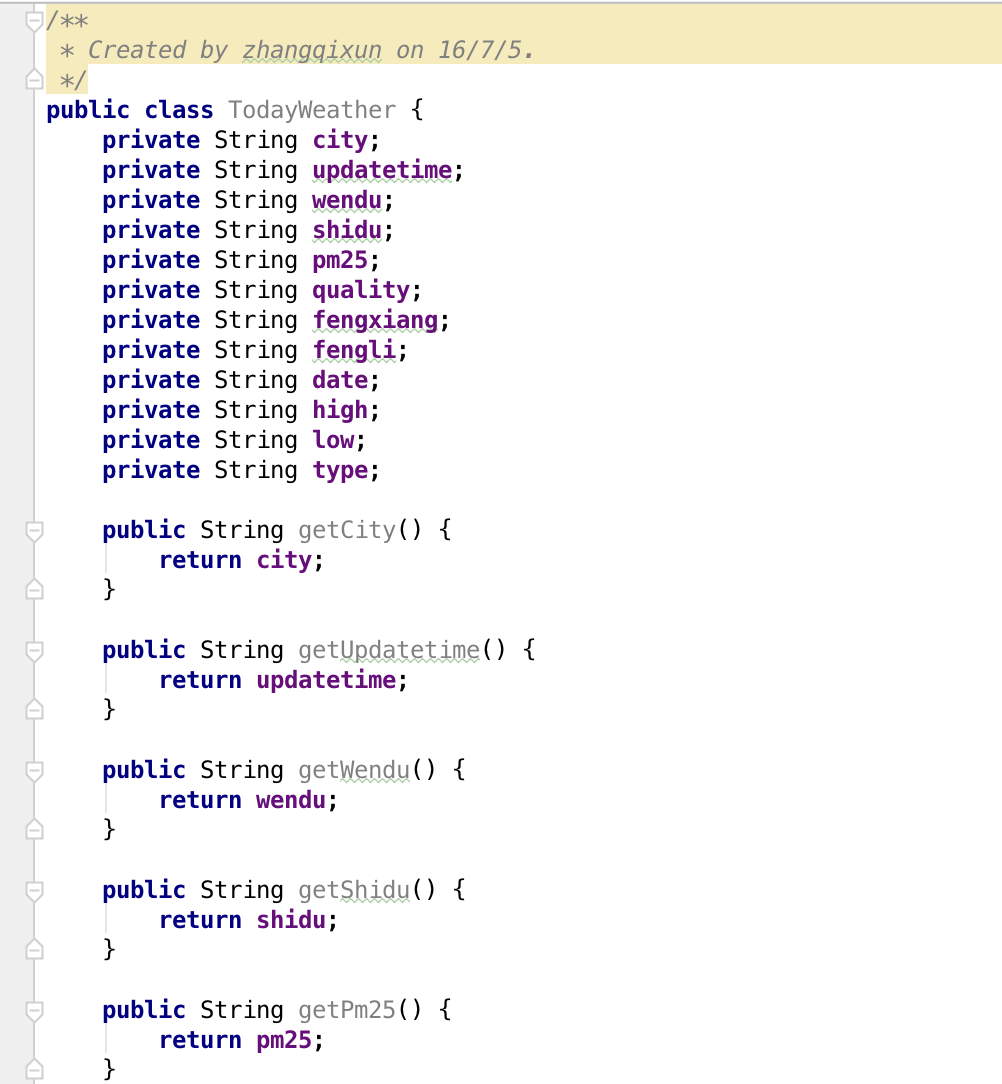 /**
 * Created by zhangqixun on 16/7/5.
 */
public class TodayWeather {
    private String city;
    private String updatetime;
    private String wendu;
    private String shidu;
    private String pm25;
    private String quality;
    private String fengxiang;
    private String fengli;
    private String date;
    private String high;
    private String low;
    private String type;

    public String getCity() {
        return city;
    }

    public String getUpdatetime() {
        return updatetime;
    }

    public String getWendu() {
        return wendu;
    }

    public String getShidu() {
        return shidu;
    }

    public String getPm25() {
        return pm25;
    }